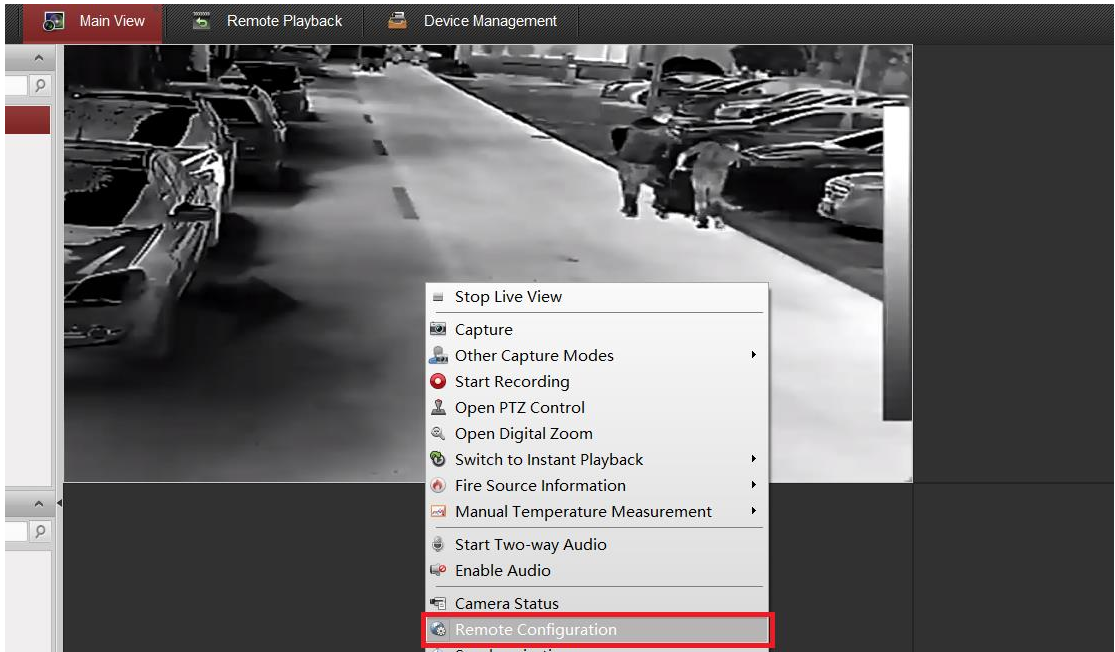 Main View
Remote Playback
Device Management
Stop Live View
Capture
Other Capture Modes
Start Recording
Open PTZ Control
Open Digital Zoom
Switch to Instant Playback
Fire Source Information
Manual Temperature Measurement
Start Two-way Audio
Enable Audio
Camera Status
Remote Configuration